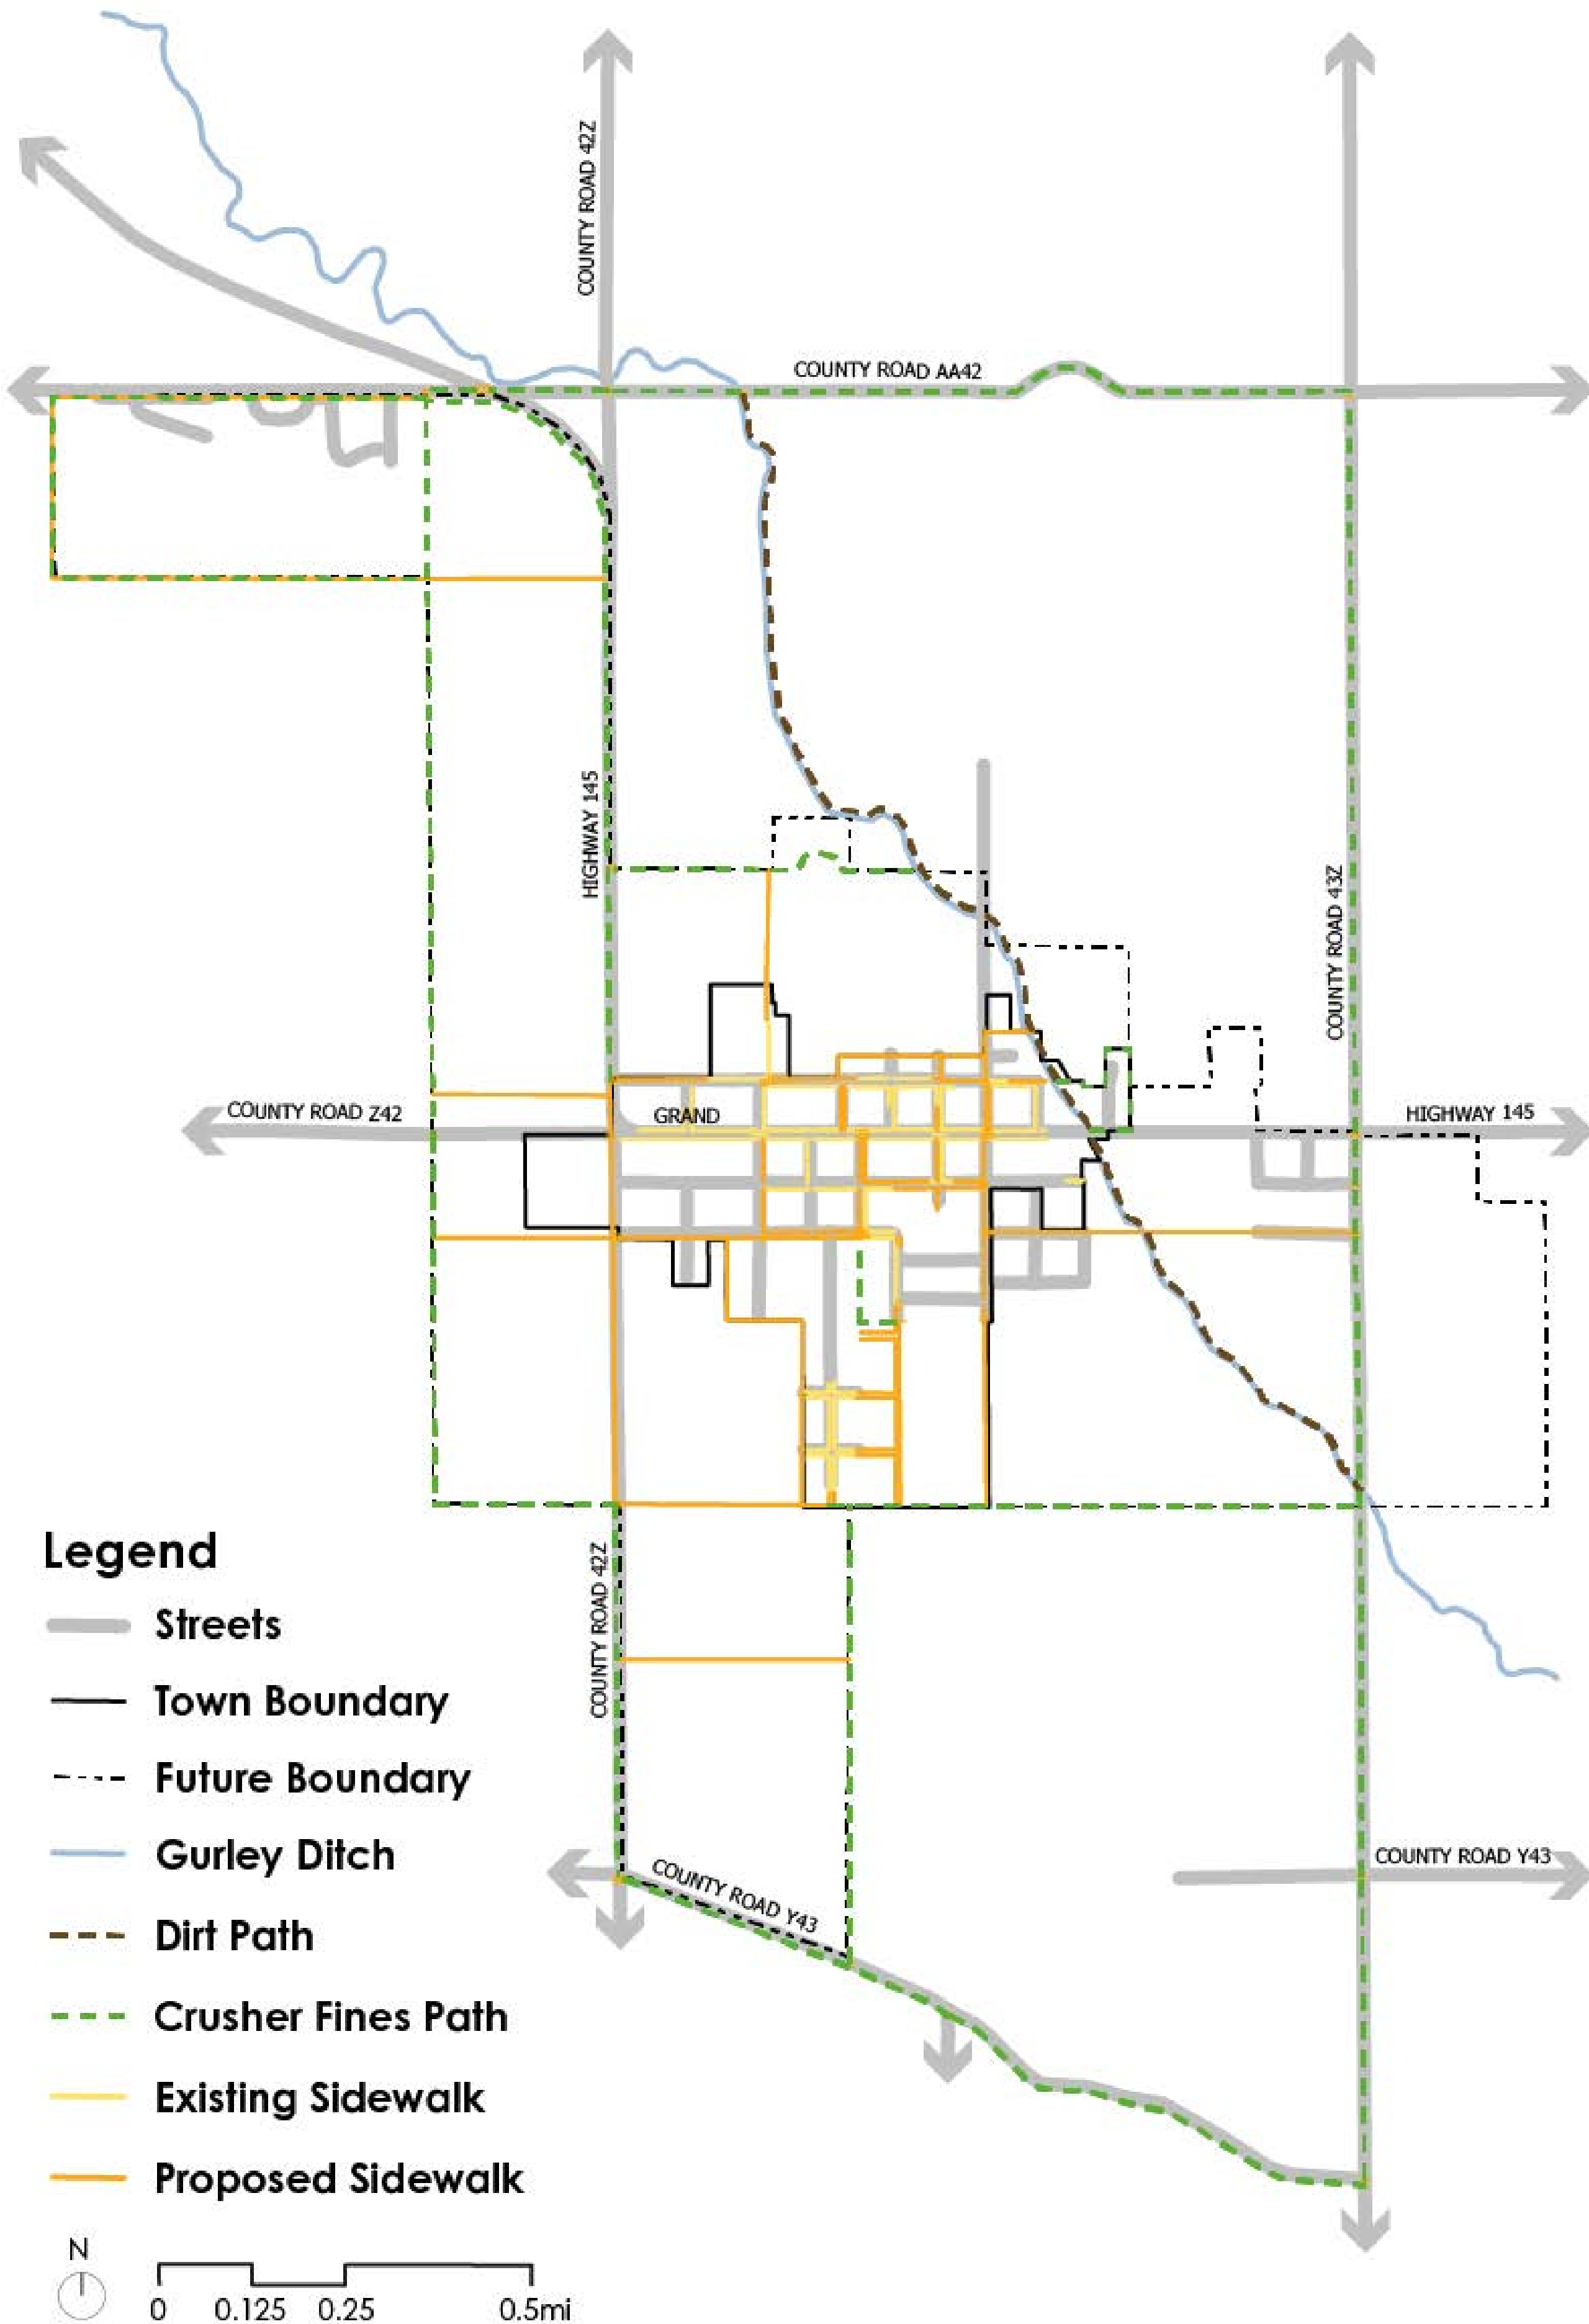 COUNTY ROAD 42Z
COUNTY ROAD AA42
HIGHWAY 145
COUNTY ROAD 43Z
COUNTY ROAD Z42
GRAND
HIGHWAY 145
Legend
Streets
Town Boundary
Future Boundary
Gurley Ditch
Dirt Path
Crusher Fines Path
Existing Sidewalk
Proposed Sidewalk
COUNTY ROAD 42Z
COUNTY ROAD Y43
COUNTY ROAD Y43
N
0 0.125 0.25 0.5mi